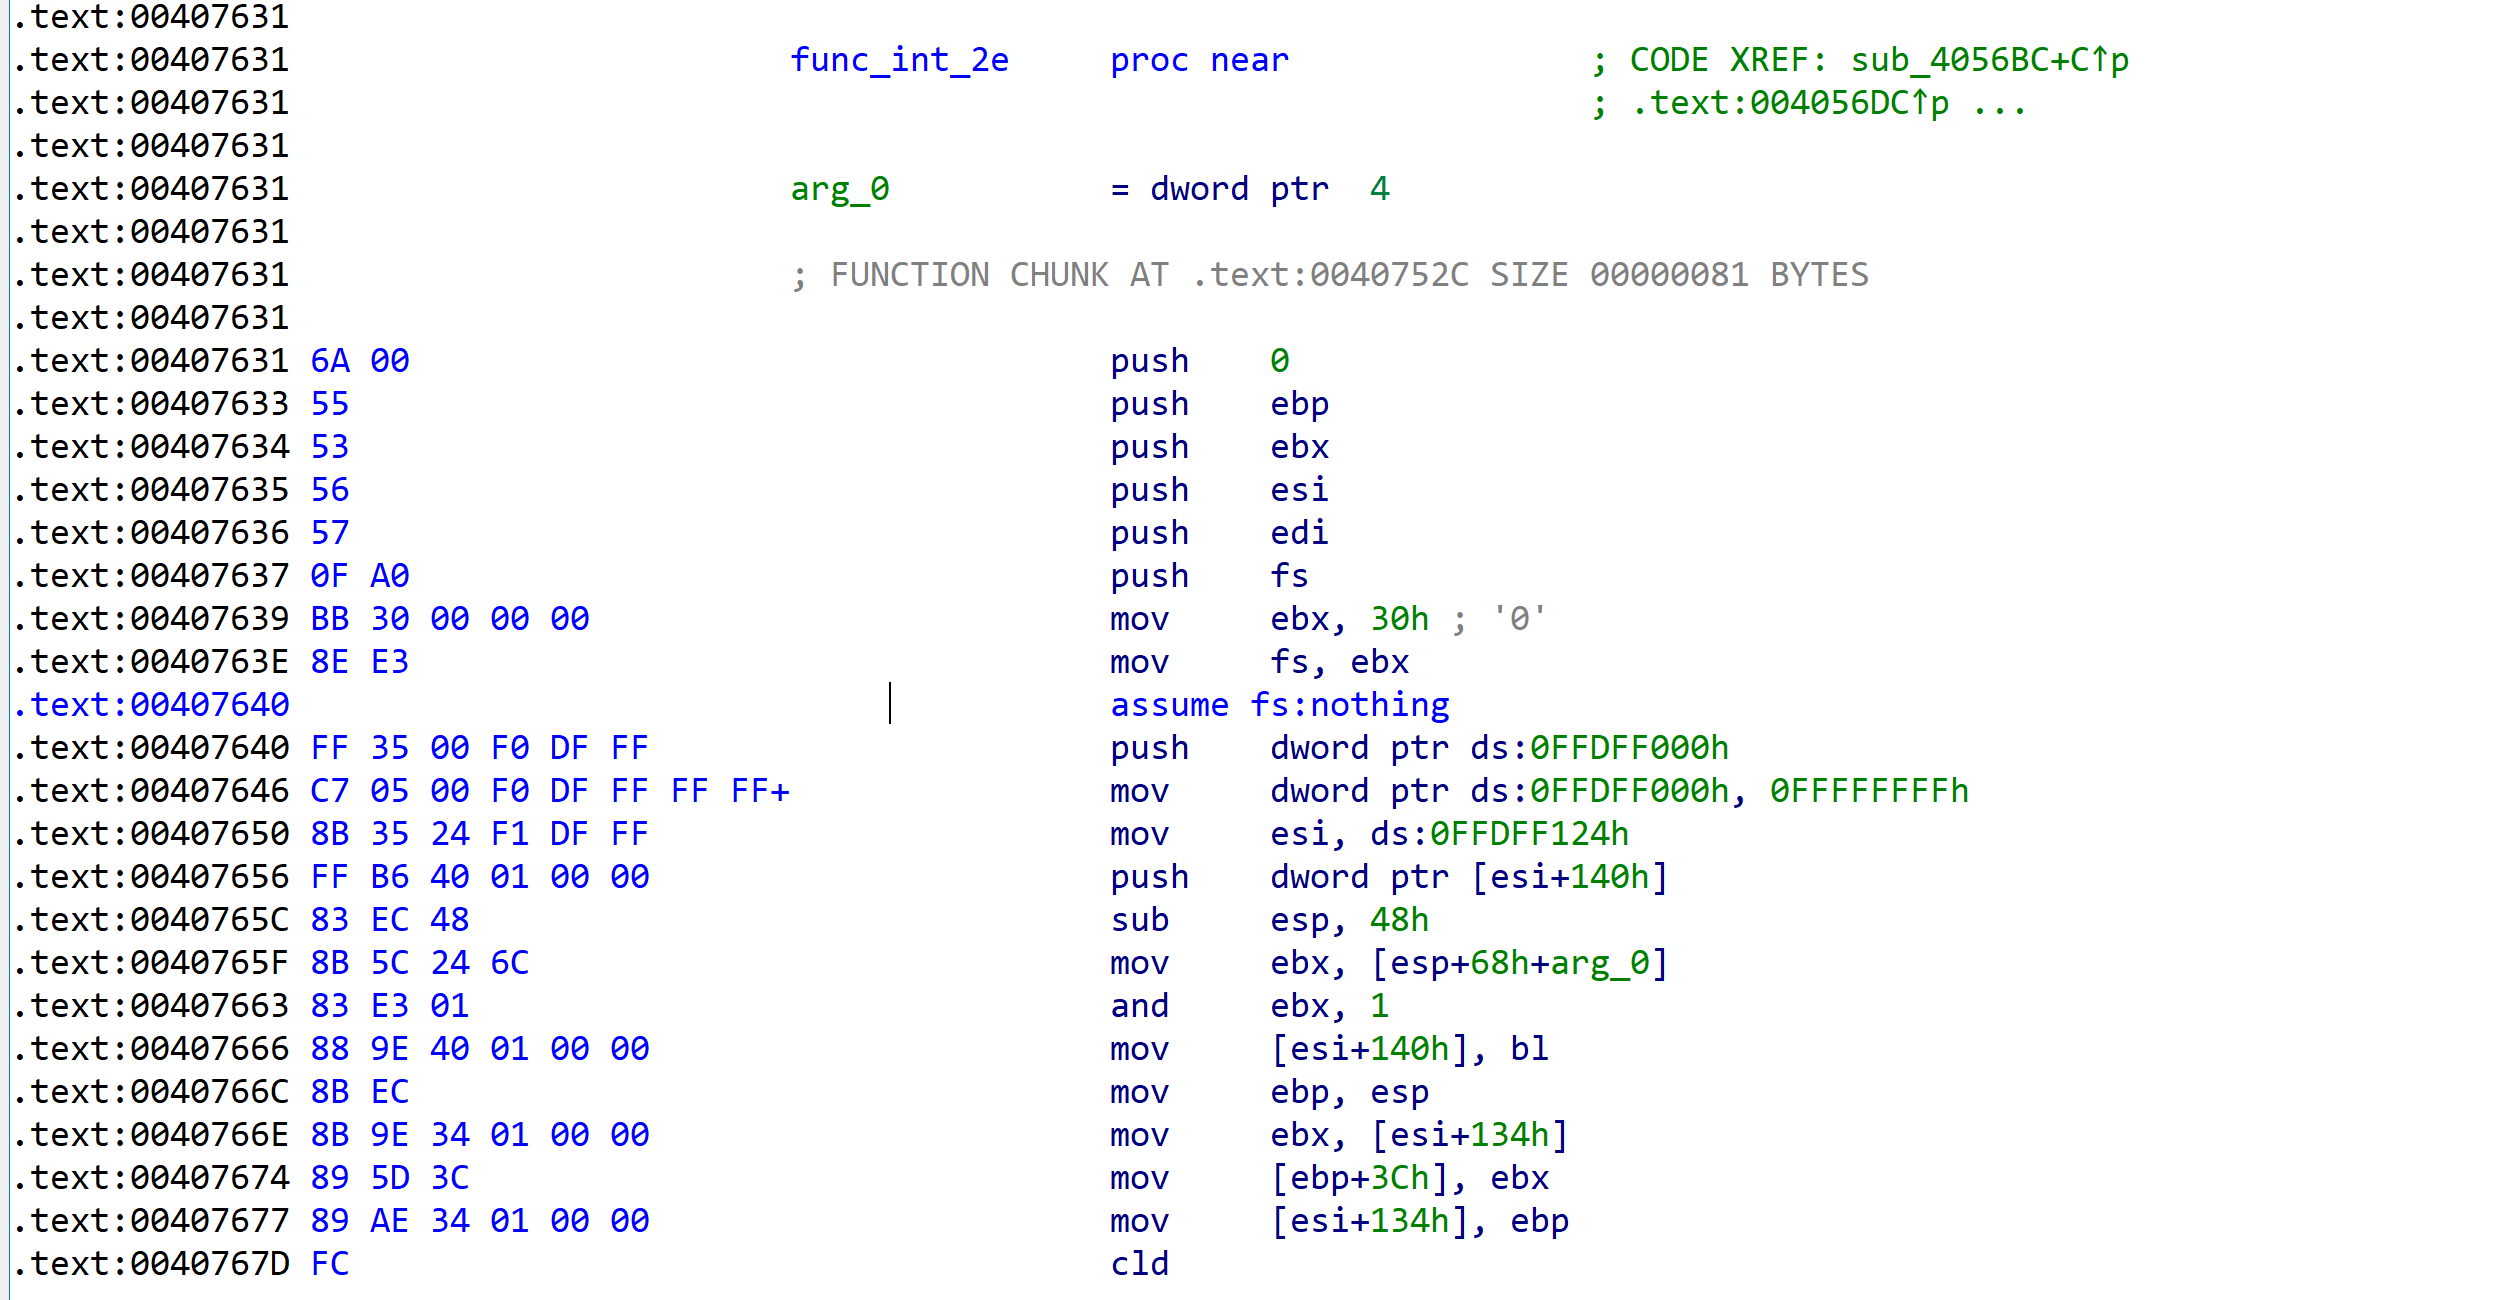 .text:00407631
.text:00407631 func_int_2e proc near ; CODE XREF: sub_4056BC+C↑p
.text:00407631 ; .text:004056DC↑p ...
.text:00407631
.text:00407631 arg_0 = dword ptr 4
.text:00407631
.text:00407631 ; FUNCTION CHUNK AT .text:0040752C SIZE 00000081 BYTES
.text:00407631
.text:00407631 6A 00 push 0
.text:00407633 55 push ebp
.text:00407634 53 push ebx
.text:00407635 56 push esi
.text:00407636 57 push edi
.text:00407637 0F A0 push fs
.text:00407639 BB 30 00 00 00 mov ebx, 30h ; '0'
.text:0040763E 8E E3 mov fs, ebx
.text:00407640 assume fs:nothing
.text:00407640 FF 35 00 F0 DF FF push dword ptr ds:0FFDFF000h
.text:00407646 C7 05 00 F0 DF FF FF FF+ mov dword ptr ds:0FFDFF000h, 0FFFFFFFFh
.text:00407650 8B 35 24 F1 DF FF mov esi, ds:0FFDFF124h
.text:00407656 FF B6 40 01 00 00 push dword ptr [esi+140h]
.text:0040765C 83 EC 48 sub esp, 48h
.text:0040765F 8B 5C 24 6C mov ebx, [esp+68h+arg_0]
.text:00407663 83 E3 01 and ebx, 1
.text:00407666 88 9E 40 01 00 00 mov [esi+140h], bl
.text:0040766C 8B EC mov ebp, esp
.text:0040766E 8B 9E 34 01 00 00 mov ebx, [esi+134h]
.text:00407674 89 5D 3C mov [ebp+3Ch], ebx
.text:00407677 89 AE 34 01 00 00 mov [esi+134h], ebp
.text:0040767D FC cld